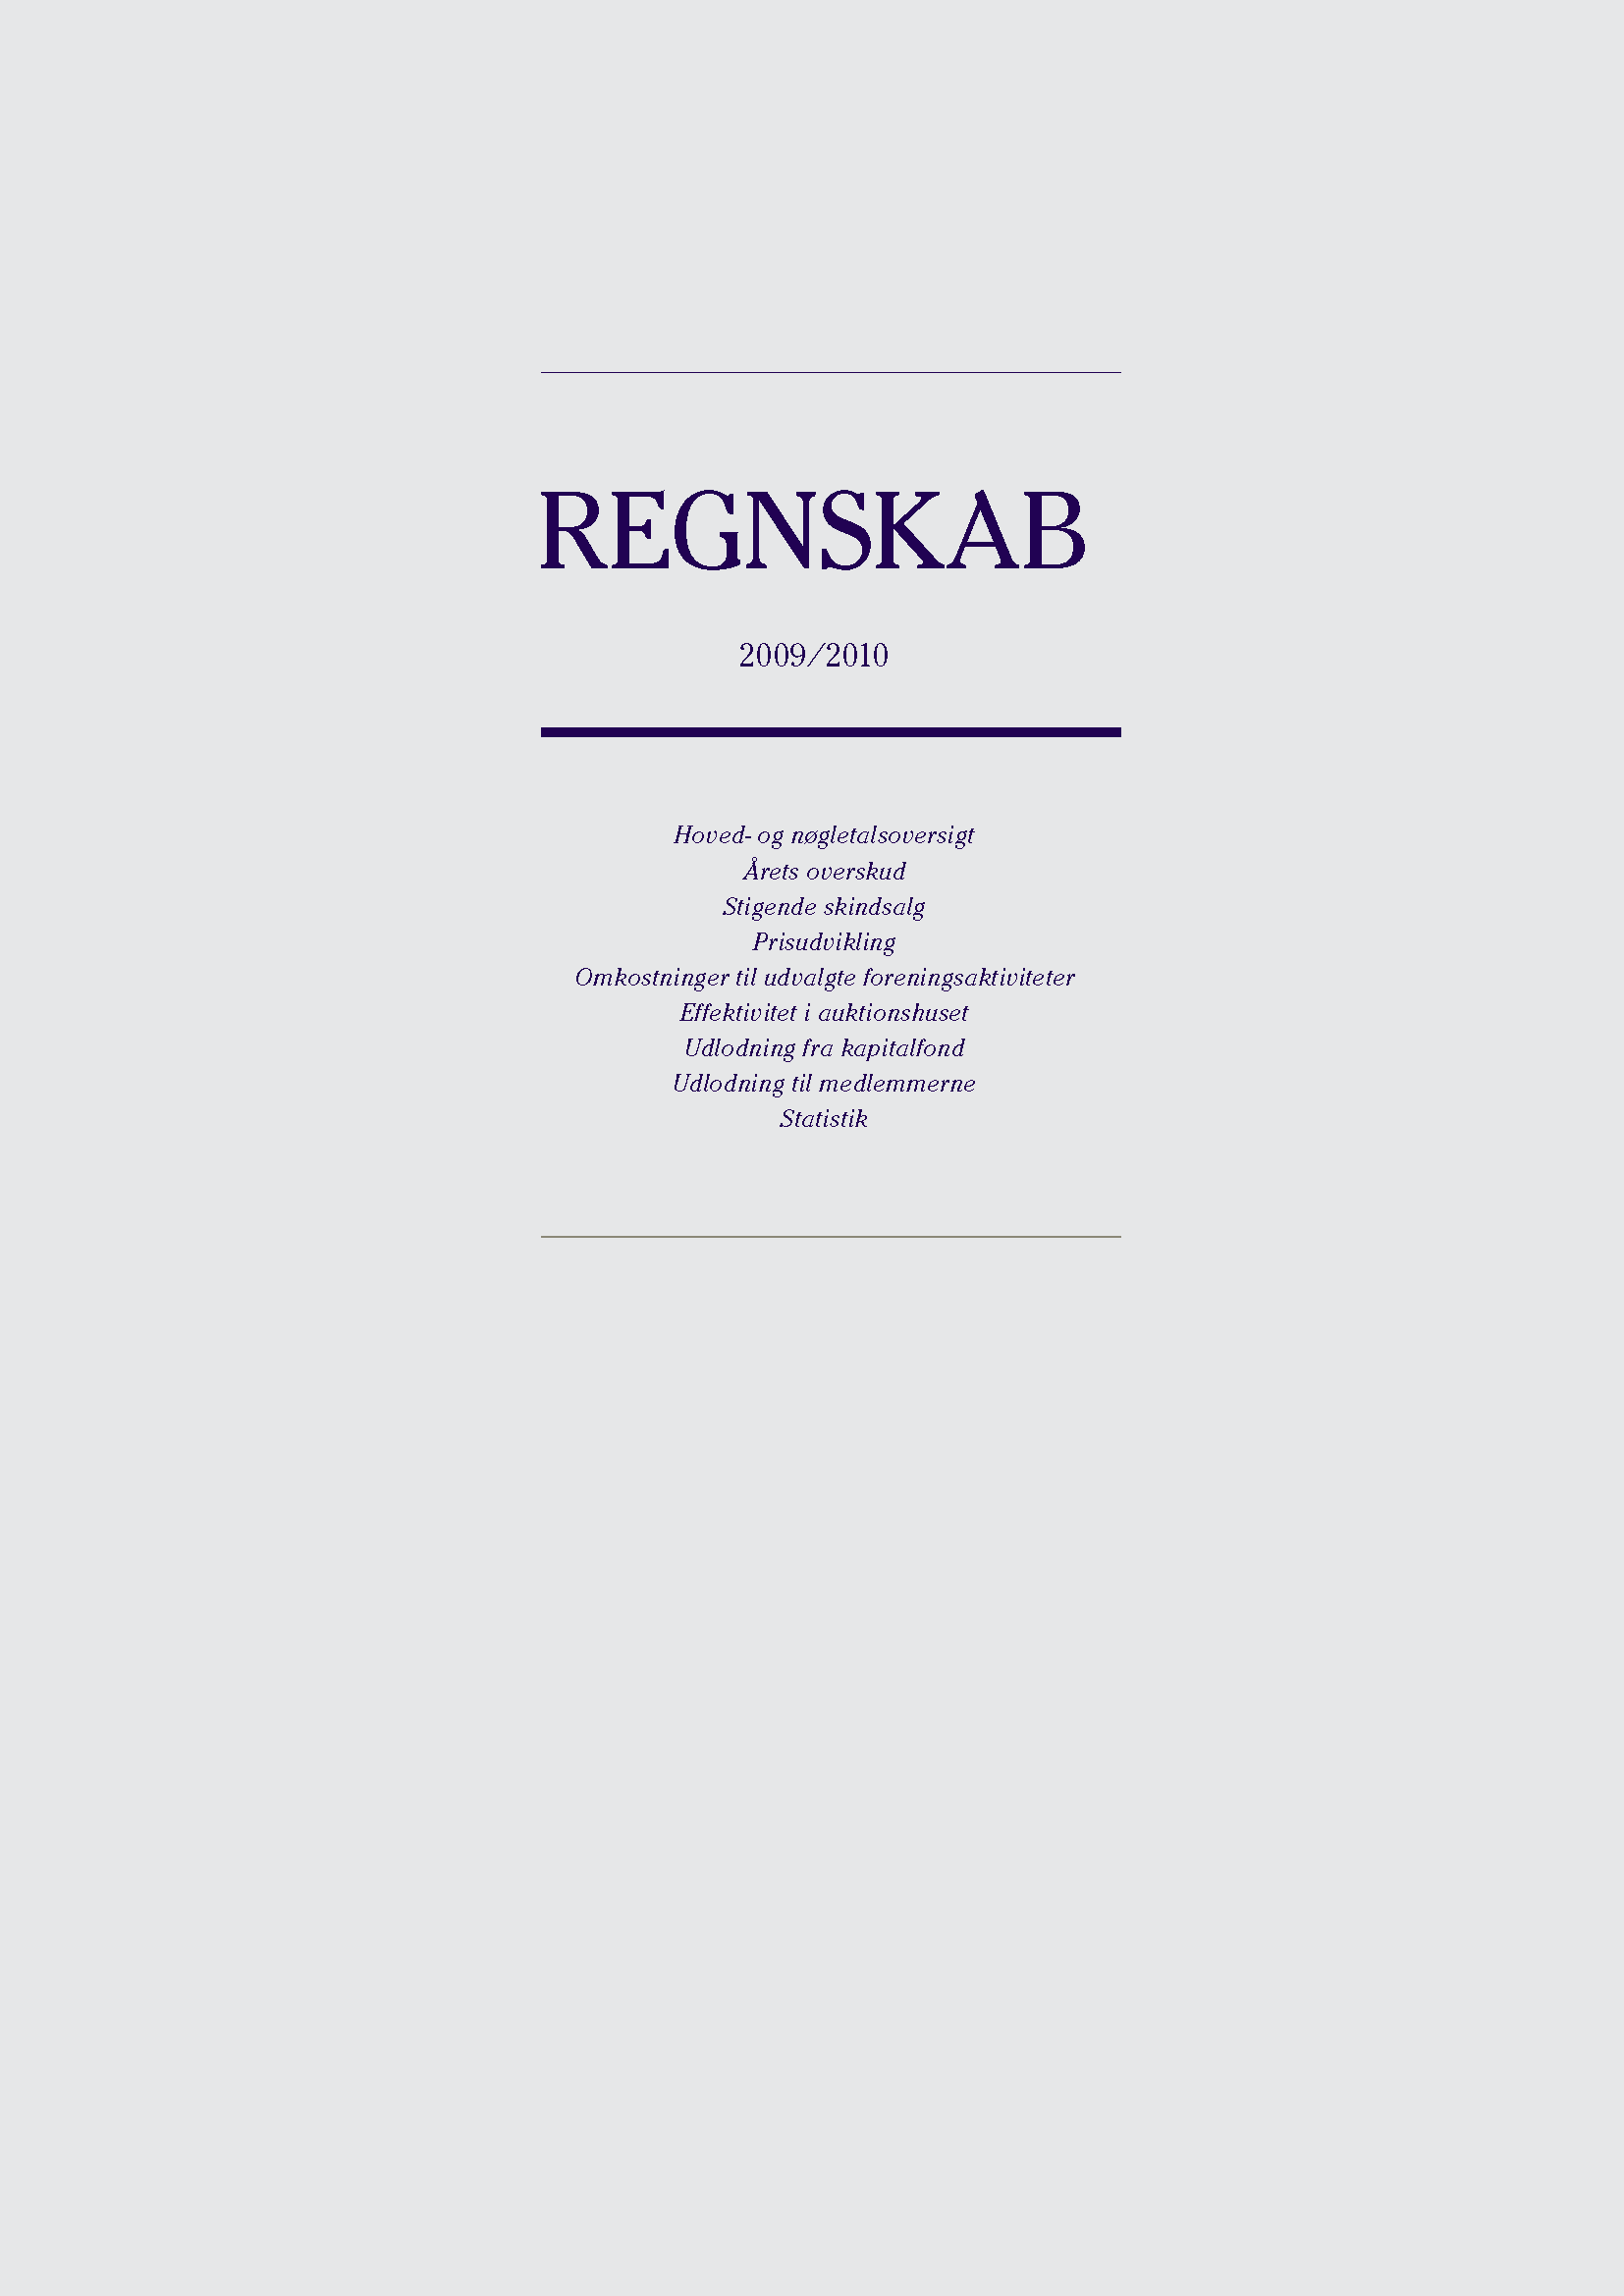 REGNSKAB
2009/2010
Hoved- og nøgletalsoversigt
Årets overskud
Stigende skindsalg
Prisudvikling
Omkostninger til udvalgte foreningsaktiviteter
Effektivitet i auktionshuset
Udlodning fra kapitalfond
Udlodning til medlemmerne
Statistik